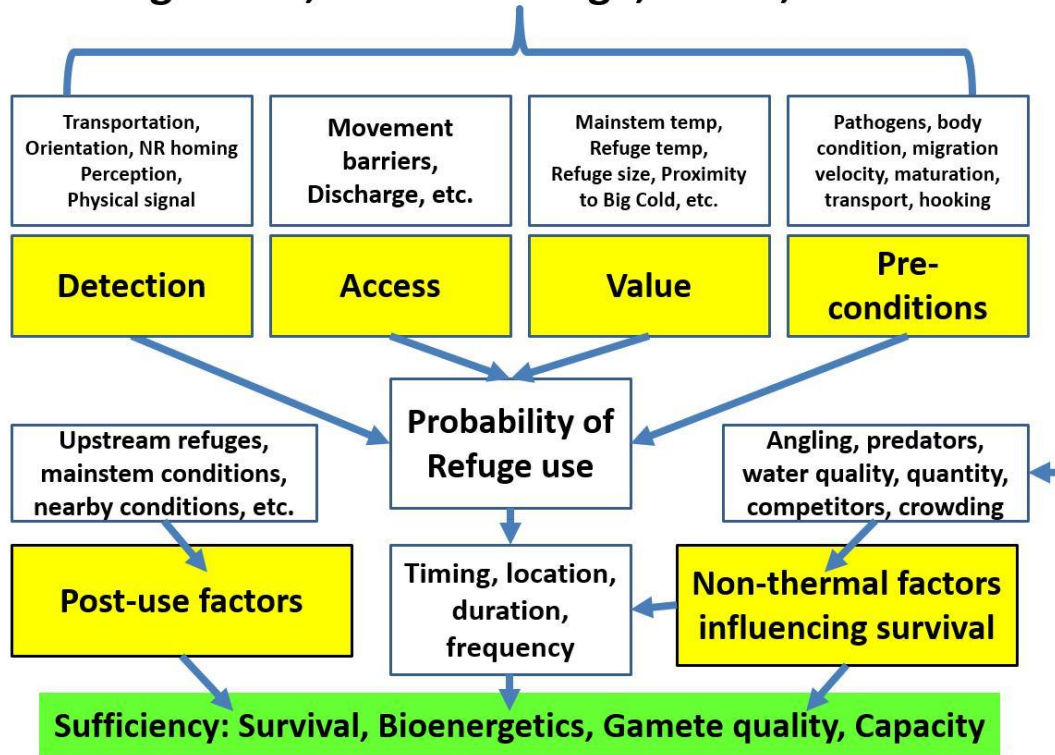 Transportation,
Orientation, NR homing
Perception,
Physical signal
Movement
barriers,
Discharge, etc.
Mainstem temp,
Refuge temp,
Refuge size, Proximity
to Big Cold, etc.
Pathogens, body
condition, migration
velocity, maturation,
transport, hooking
Detection
Access
Value
Pre-
conditions
Probability of
Refuge use
Upstream refuges,
mainstem conditions,
nearby conditions, etc.
Angling, predators,
water quality, quantity,
competitors, crowding
Post-use factors
Timing, location,
duration,
frequency
Non-thermal factors
influencing survival
Sufficiency: Survival, Bioenergetics, Gamete quality, Capacity